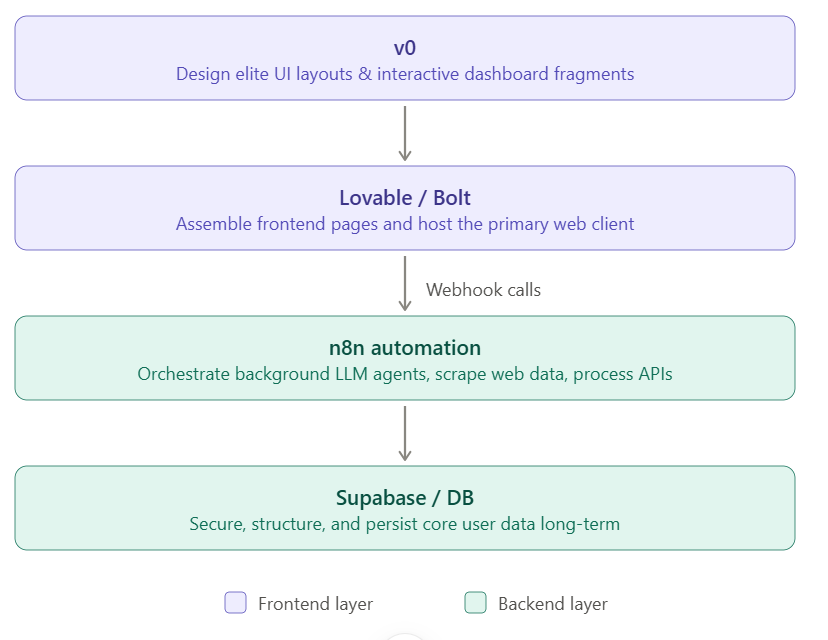 v0
Design elite UI layouts & interactive dashboard fragments
Lovable / Bolt
Assemble frontend pages and host the primary web client
Webhook calls
n8n automation
Orchestrate background LLM agents, scrape web data, process APIs
Supabase / DB
Secure, structure, and persist core user data long-term
Frontend layer
Backend layer